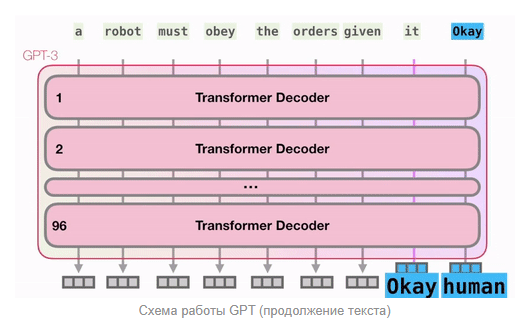 a robot must obey the orders given it Okay
GPT-3
1 Transformer Decoder
2 Transformer Decoder
...
96 Transformer Decoder
Okay human
Схема работы GPT (продолжение текста)